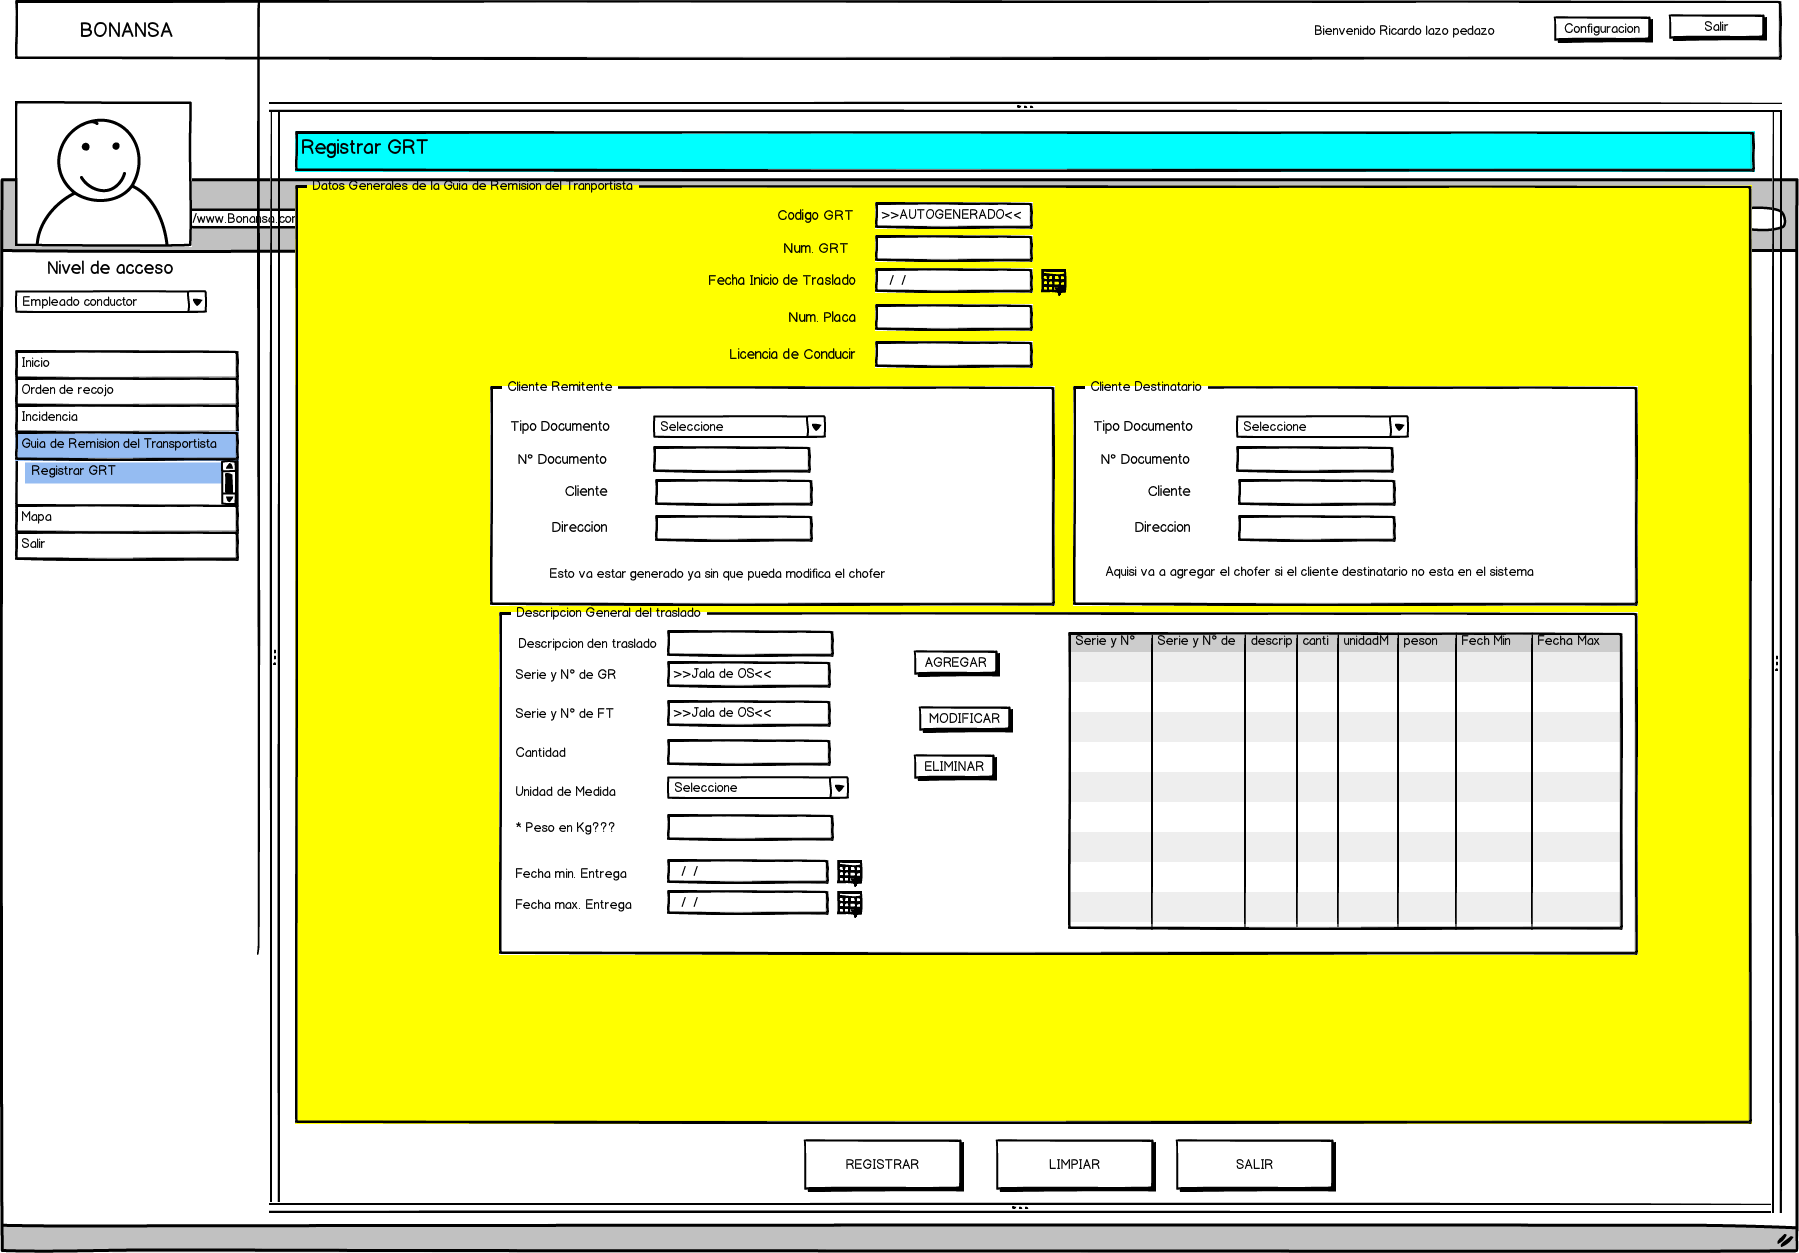 BONANSA
Bienvenido Ricardo lazo pedazo
Configuracion
Salir
/www.Bonansa.com
Nivel de acceso
Empleado conductor
Inicio
Orden de recojo
Incidencia
Guia de Remision del Transportista
Registrar GRT
Mapa
Salir
Registrar GRT
Datos Generales de la Guia de Remision del Tranportista
Codigo GRT >>AUTOGENERADO<<
Num. GRT
Fecha Inicio de Traslado / /
Num. Placa
Licencia de Conducir
Cliente Remitente
Tipo Documento Seleccione
N° Documento
Cliente
Direccion
Esto va estar generado ya sin que pueda modifica el chofer
Cliente Destinatario
Tipo Documento Seleccione
N° Documento
Cliente
Direccion
Aquisi va a agregar el chofer si el cliente destinatario no esta en el sistema
Descripcion General del traslado
Descripcion den traslado
Serie y N° de GR >>Jala de OS<<
Serie y N° de FT >>Jala de OS<<
Cantidad
Unidad de Medida Seleccione
* Peso en Kg???
Fecha min. Entrega / /
Fecha max. Entrega / /
AGREGAR
MODIFICAR
ELIMINAR
Serie y N° Serie y N° de descrip canti unidadM peson Fech Min Fecha Max
REGISTRAR
LIMPIAR
SALIR